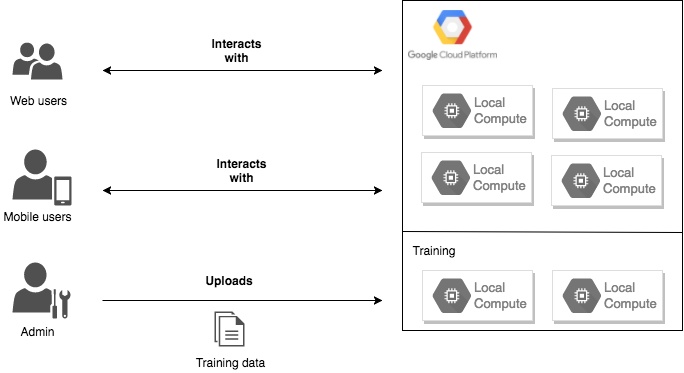 Google Cloud Platform
Interacts
with
Web users
Local
Compute
Local
Compute
Interacts
with
Mobile users
Local
Compute
Local
Compute
Training
Uploads
Admin
Training data
Local
Compute
Local
Compute